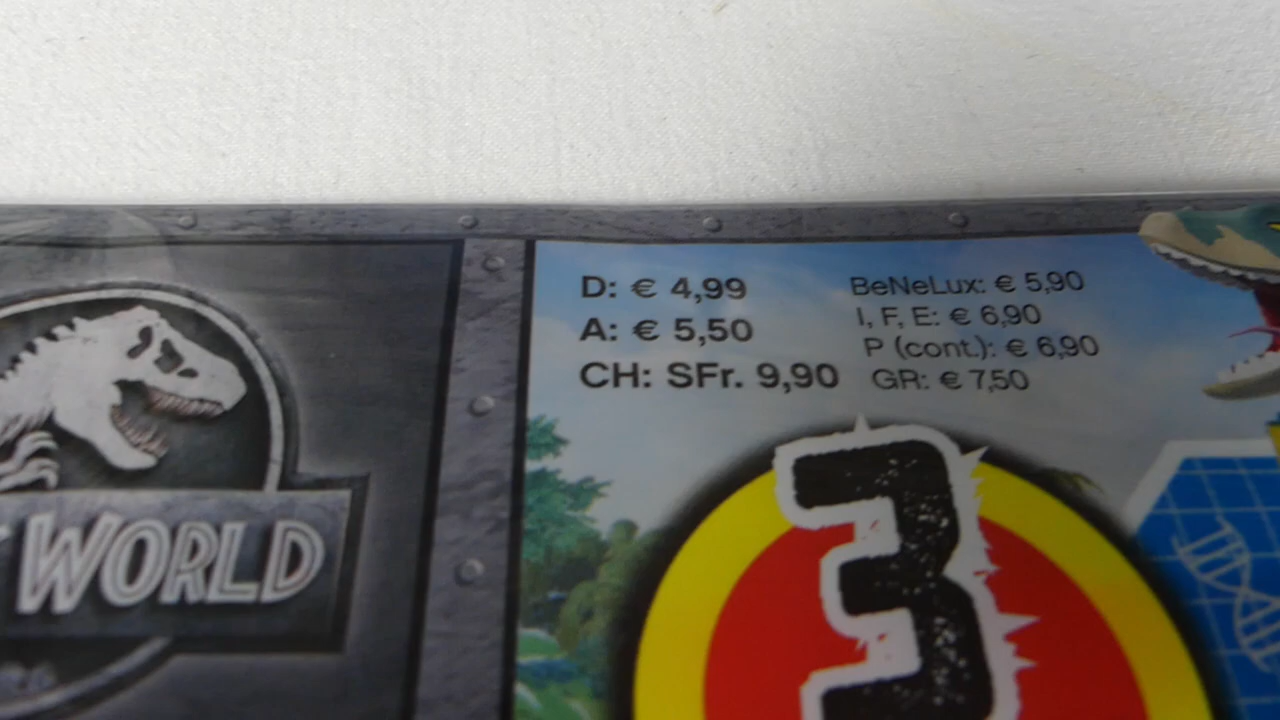 WORLD
D: € 4,99
A: € 5,50
CH: SFr. 9,90
BeNeLux: € 5,90
I, F, E: € 6,90
P (cont.): € 6,90
GR: € 7,50
3